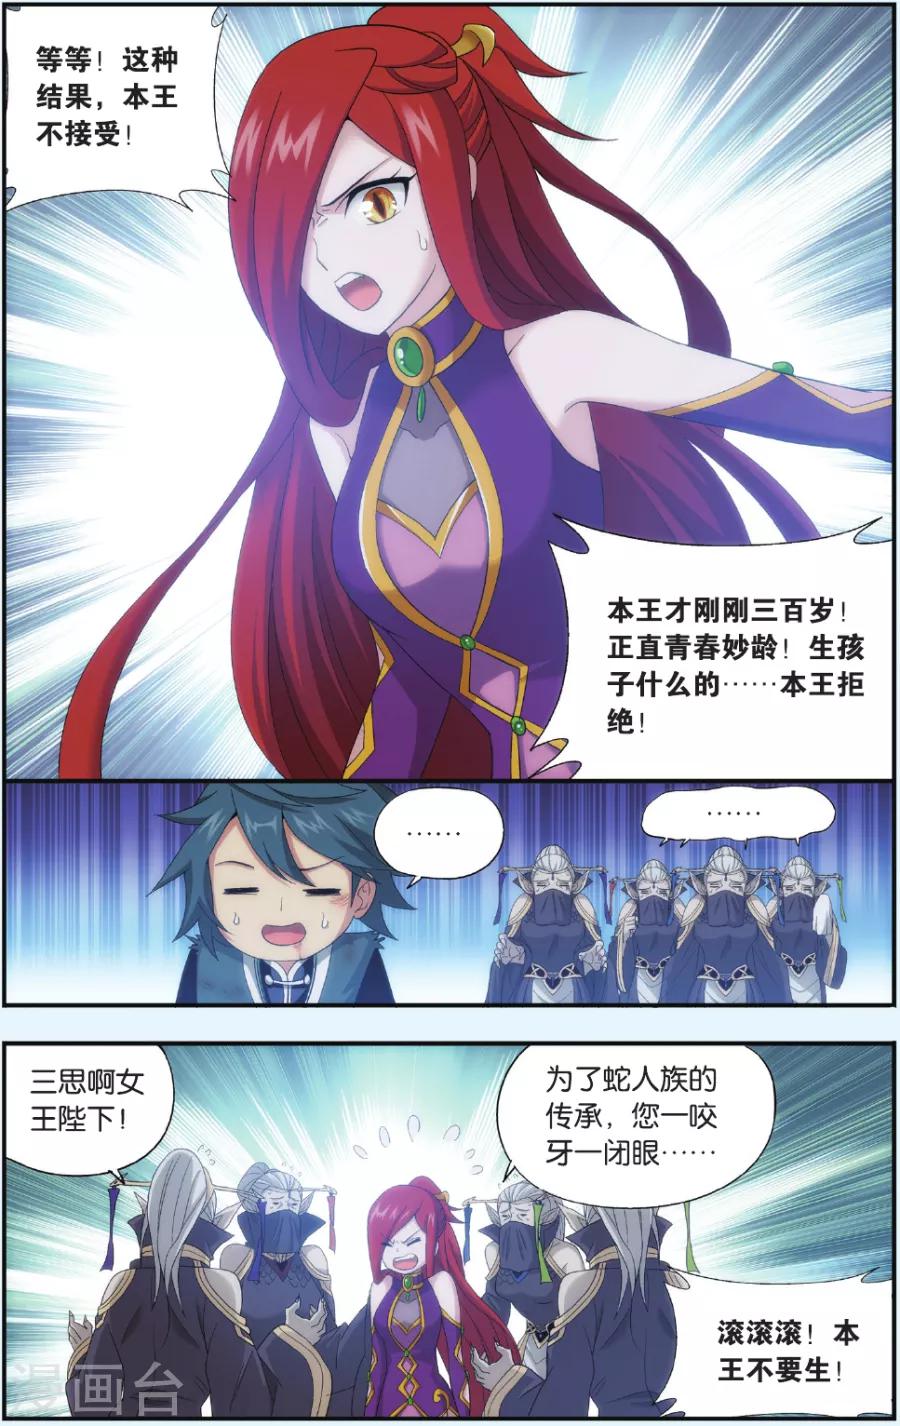 等等！这种
结果，本王
不接受！
本王才刚刚三百岁！
正直青春妙龄！生孩
子什么的……本王拒
绝！
……
……
三思啊女
王陛下！
为了蛇人族的
传承，您一咬
牙一闭眼……
滚滚滚！本
王不要生！
漫画台